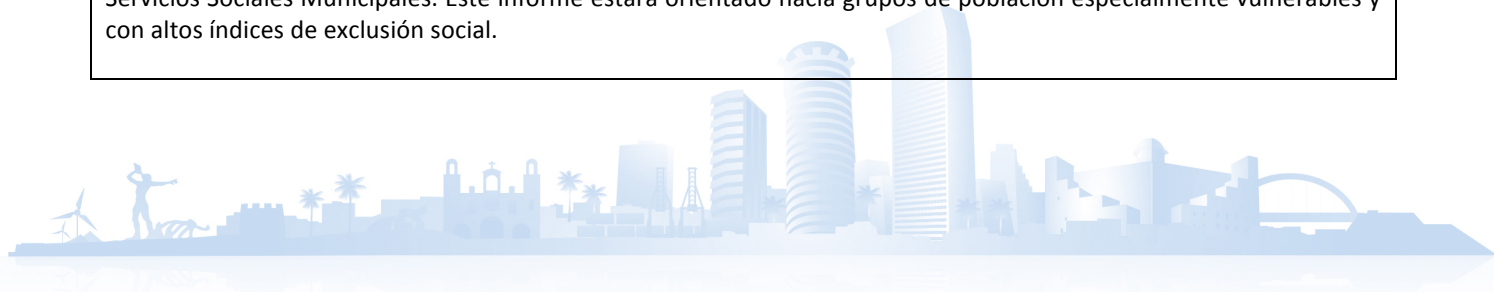 Servicios Sociales Municipales. Este informe estará orientado hacia grupos de población especialmente vulnerables y
con altos índices de exclusión social.